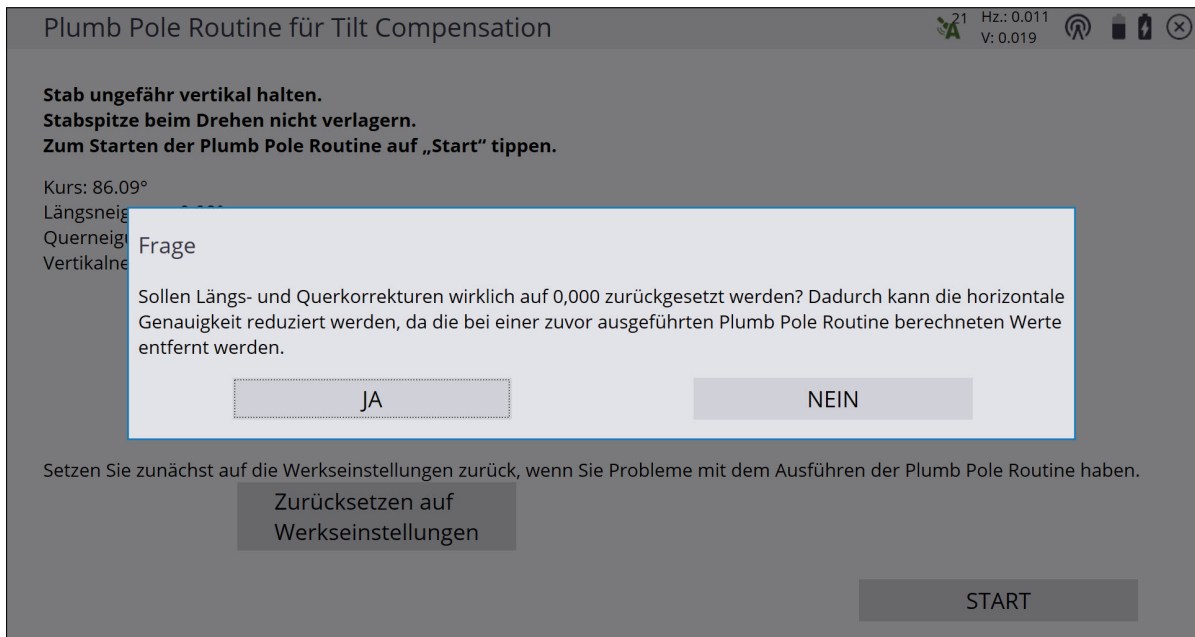 Plumb Pole Routine für Tilt Compensation
21
Hz.: 0.011
V: 0.019
Stab ungefähr vertikal halten.
Stabspitze beim Drehen nicht verlagern.
Zum Starten der Plumb Pole Routine auf „Start“ tippen.
Kurs: 86.09°
Längsneig
Querneigu
Vertikalne
Frage
Sollen Längs- und Querkorrekturen wirklich auf 0,000 zurückgesetzt werden? Dadurch kann die horizontale
Genauigkeit reduziert werden, da die bei einer zuvor ausgeführten Plumb Pole Routine berechneten Werte
entfernt werden.
JA NEIN
Setzen Sie zunächst auf die Werkseinstellungen zurück, wenn Sie Probleme mit dem Ausführen der Plumb Pole Routine haben.
Zurücksetzen auf
Werkseinstellungen
START